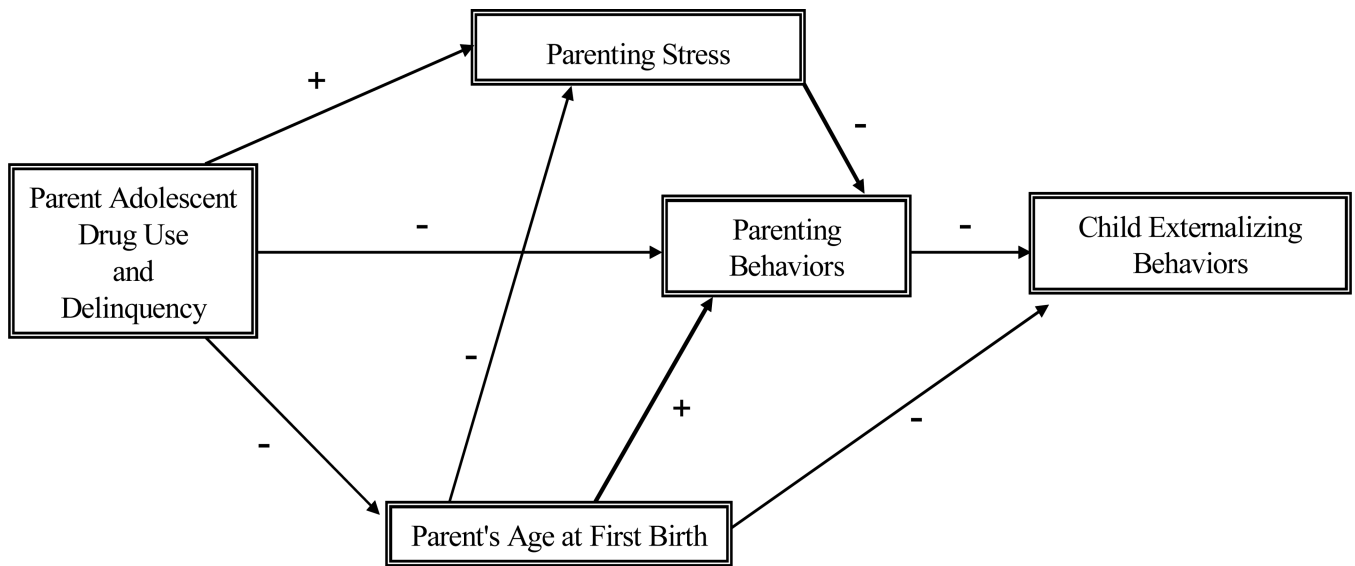 Parenting Stress
+
-
Parent Adolescent
Drug Use
and
Delinquency
-
Parenting
Behaviors
-
Child Externalizing
Behaviors
-
+
-
-
Parent's Age at First Birth